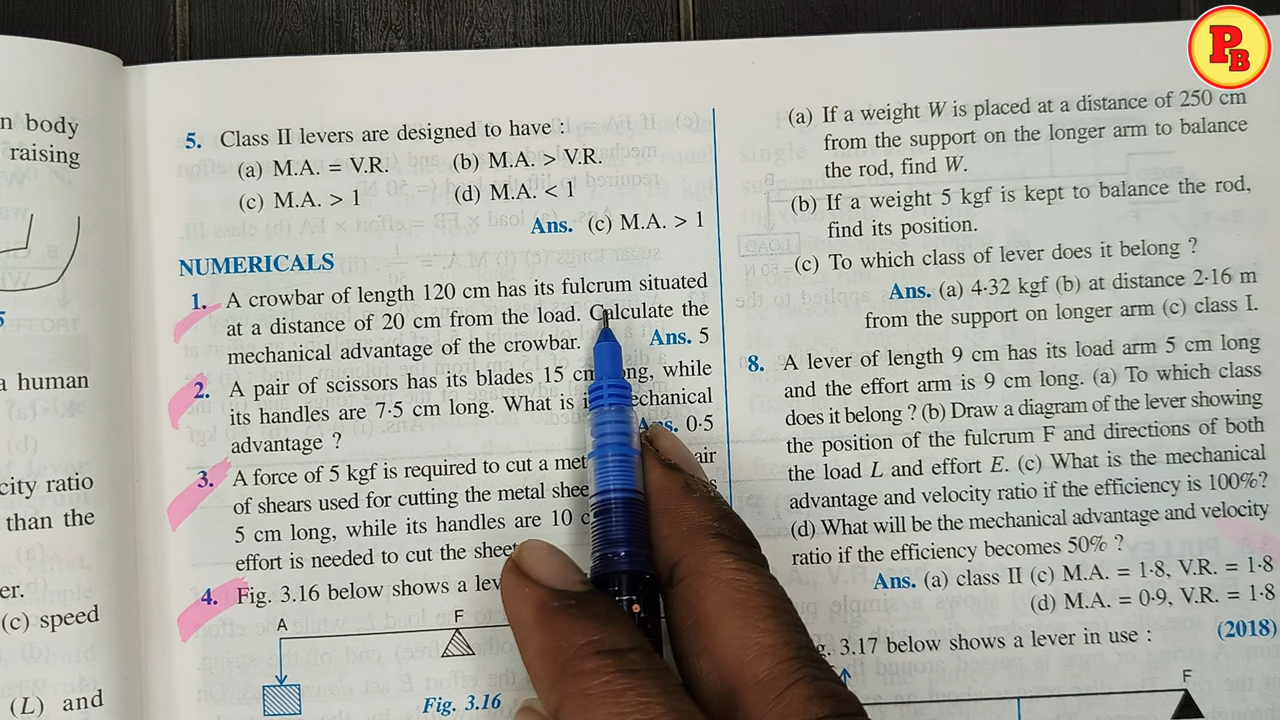 n body
raising
5
EFFORT
a human
city ratio
than the
er.
(c) speed
(L) and
5. Class II levers are designed to have :
(a) M.A. = V.R. (b) M.A. > V.R.
(c) M.A. > 1 (d) M.A. < 1
Ans. (c) M.A. > 1
NUMERICALS
1. A crowbar of length 120 cm has its fulcrum situated
at a distance of 20 cm from the load. Calculate the
mechanical advantage of the crowbar. Ans. 5
2. A pair of scissors has its blades 15 cm long, while
its handles are 7·5 cm long. What is its mechanical
advantage ? Ans. 0·5
3. A force of 5 kgf is required to cut a met air
of shears used for cutting the metal shee
5 cm long, while its handles are 10 c
effort is needed to cut the sheet
4. Fig. 3.16 below shows a lev
A F
Fig. 3.16
(a) If a weight W is placed at a distance of 250 cm
from the support on the longer arm to balance
the rod, find W.
(b) If a weight 5 kgf is kept to balance the rod,
find its position.
(c) To which class of lever does it belong ?
Ans. (a) 4·32 kgf (b) at distance 2·16 m
from the support on longer arm (c) class I.
8. A lever of length 9 cm has its load arm 5 cm long
and the effort arm is 9 cm long. (a) To which class
does it belong ? (b) Draw a diagram of the lever showing
the position of the fulcrum F and directions of both
the load L and effort E. (c) What is the mechanical
advantage and velocity ratio if the efficiency is 100%?
(d) What will be the mechanical advantage and velocity
ratio if the efficiency becomes 50% ?
Ans. (a) class II (c) M.A. = 1·8, V.R. = 1·8
(d) M.A. = 0·9, V.R. = 1·8
g. 3.17 below shows a lever in use : (2018)
F
PB